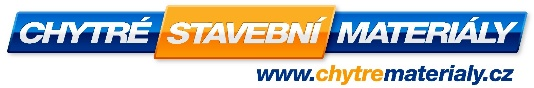 CHYTRÉ STAVEBNÍ MATERIÁLY
www.chytrematerialy.cz